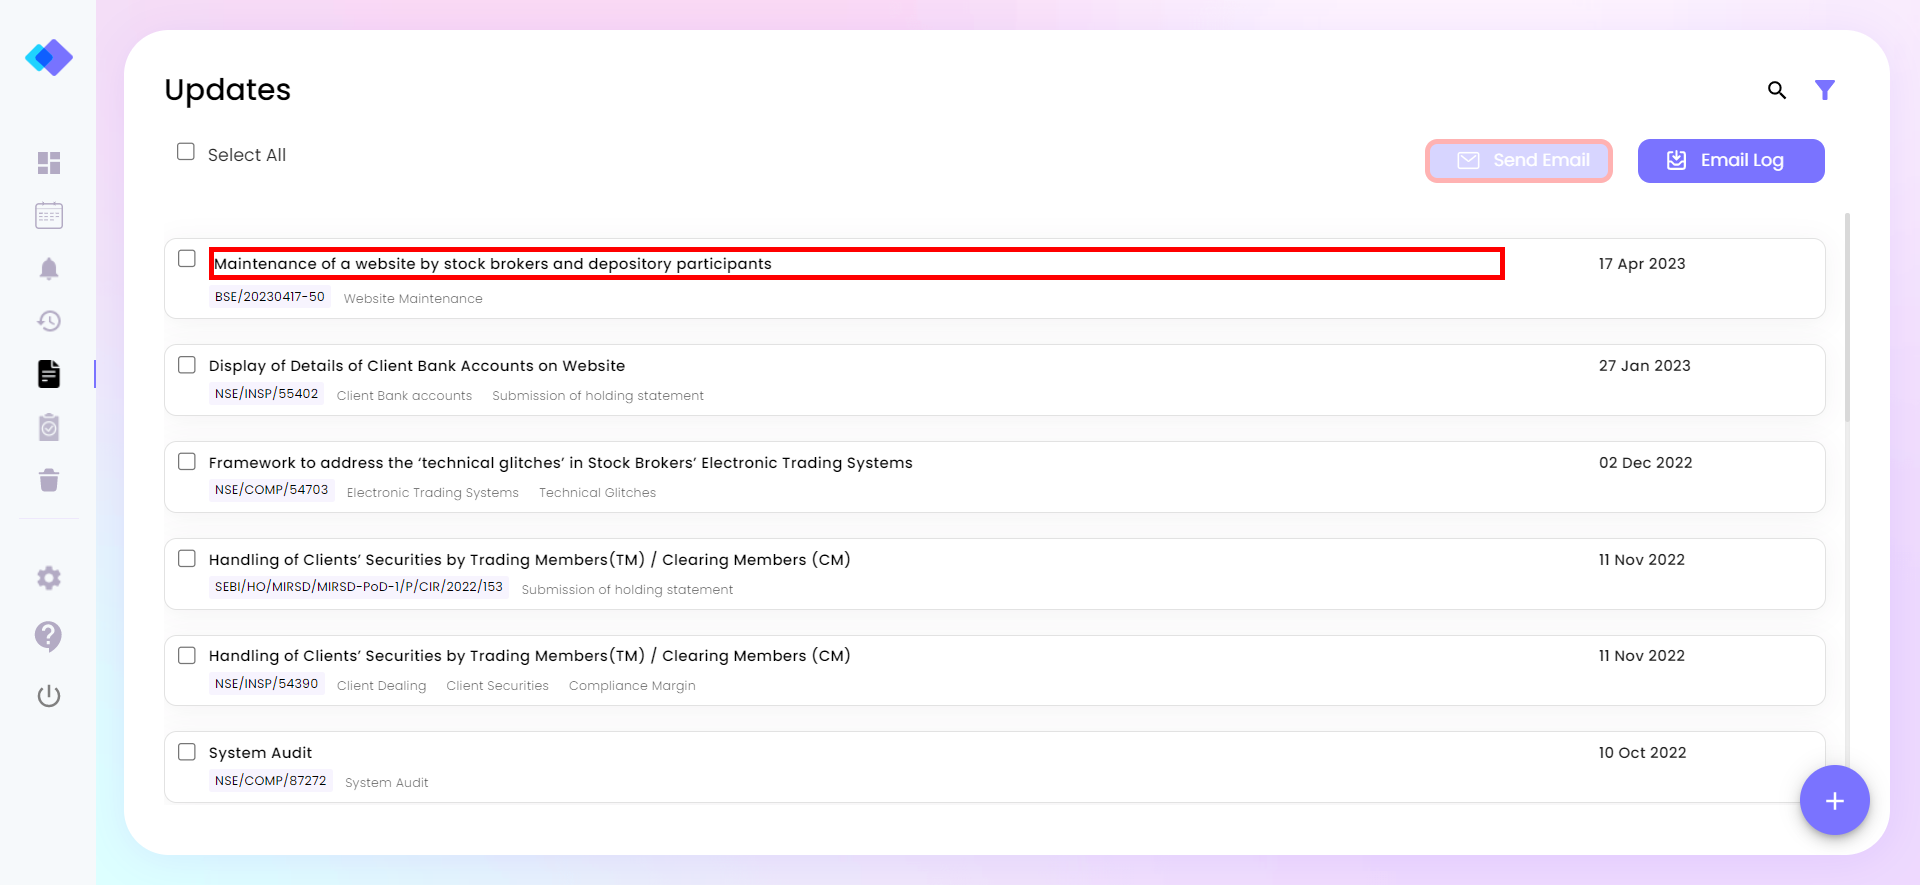 Updates
Select All
Send Email
Email Log
Maintenance of a website by stock brokers and depository participants
17 Apr 2023
BSE/20230417-50 Website Maintenance
Display of Details of Client Bank Accounts on Website
27 Jan 2023
NSE/INSP/55402 Client Bank accounts Submission of holding statement
Framework to address the ‘technical glitches’ in Stock Brokers’ Electronic Trading Systems
02 Dec 2022
NSE/COMP/54703 Electronic Trading Systems Technical Glitches
Handling of Clients’ Securities by Trading Members(TM) / Clearing Members (CM)
11 Nov 2022
SEBI/HO/MIRSD/MIRSD-PoD-1/P/CIR/2022/153 Submission of holding statement
Handling of Clients’ Securities by Trading Members(TM) / Clearing Members (CM)
11 Nov 2022
NSE/INSP/54390 Client Dealing Client Securities Compliance Margin
System Audit
10 Oct 2022
NSE/COMP/87272 System Audit